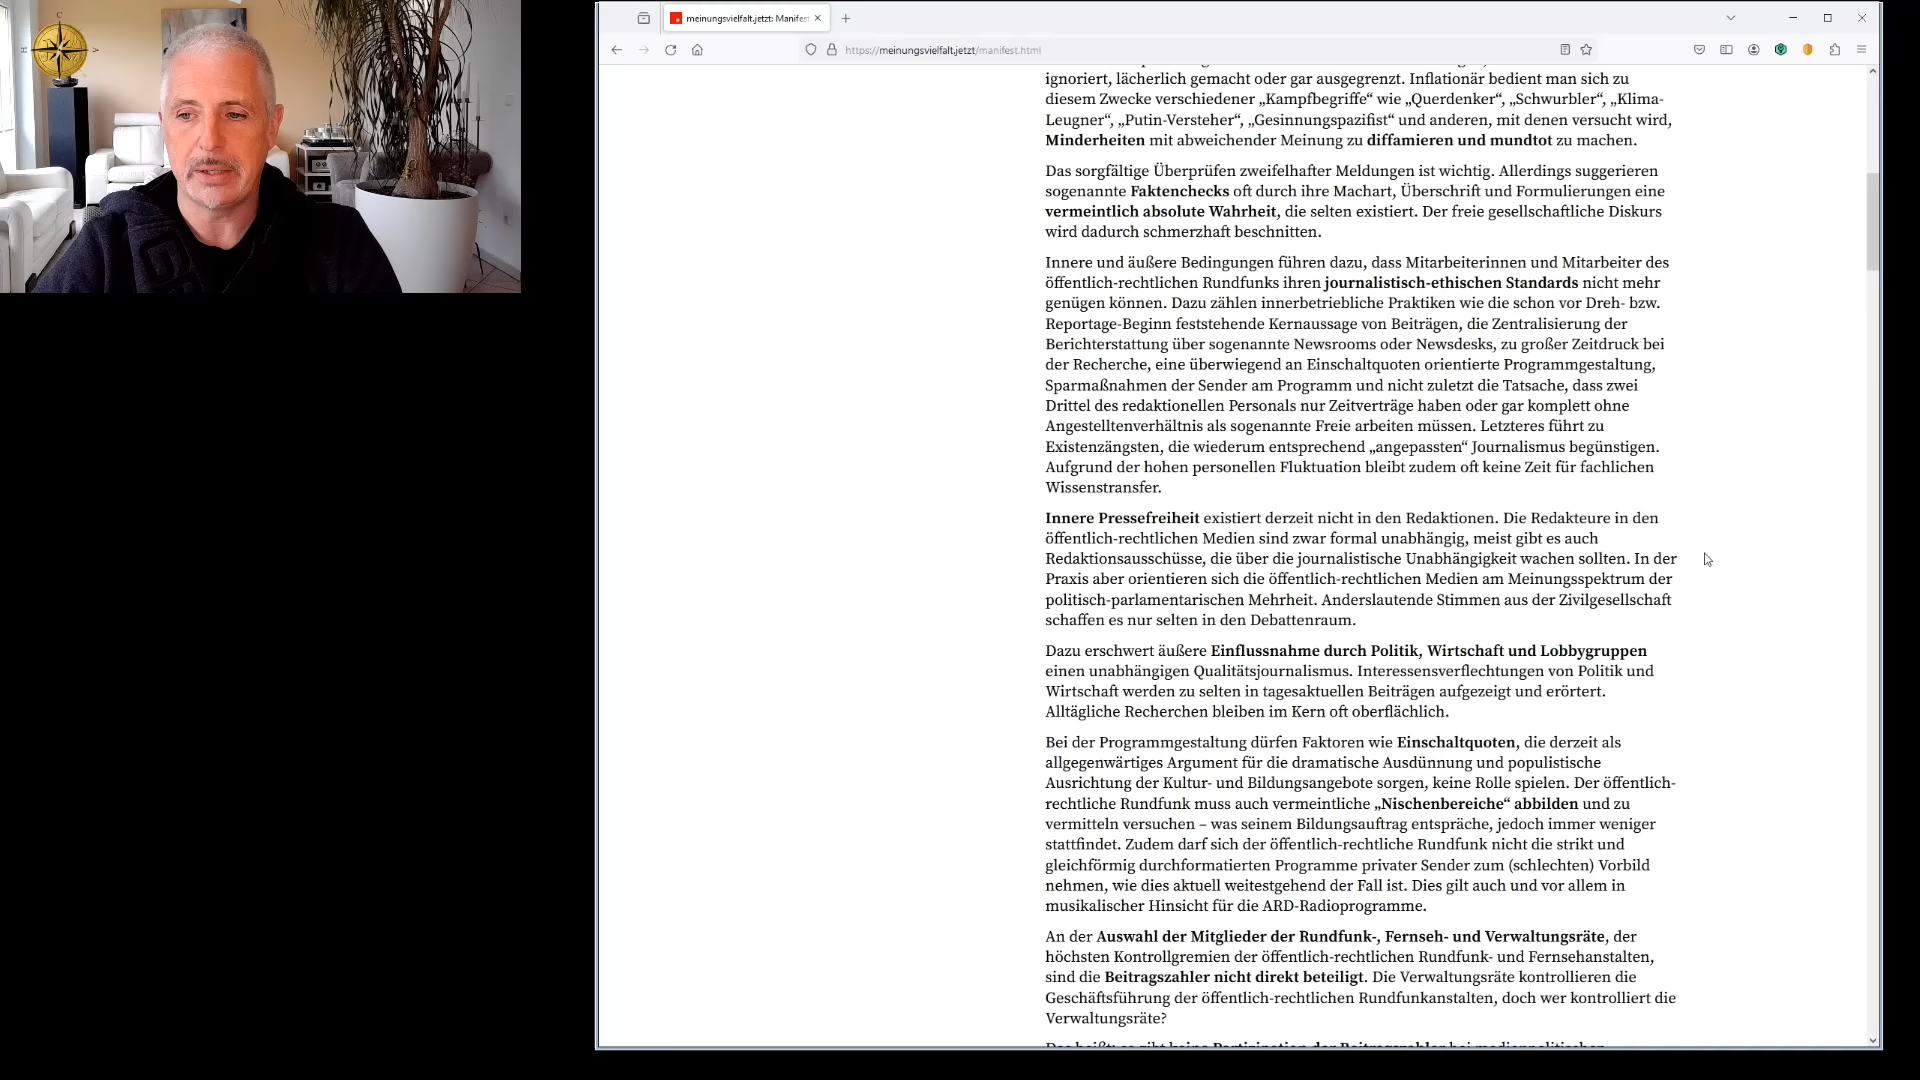 C
H
A
meinungsvielfalt.jetzt: Manifest
https://meinungsvielfalt.jetzt/manifest.html
ignoriert, lächerlich gemacht oder gar ausgegrenzt. Inflationär bedient man sich zu
diesem Zwecke verschiedener „Kampfbegriffe“ wie „Querdenker“, „Schwurbler“, „Klima-
Leugner“, „Putin-Versteher“, „Gesinnungspazifist“ und anderen, mit denen versucht wird,
Minderheiten mit abweichender Meinung zu diffamieren und mundtot zu machen.
Das sorgfältige Überprüfen zweifelhafter Meldungen ist wichtig. Allerdings suggerieren
sogenannte Faktenchecks oft durch ihre Machart, Überschrift und Formulierungen eine
vermeintlich absolute Wahrheit, die selten existiert. Der freie gesellschaftliche Diskurs
wird dadurch schmerzhaft beschnitten.
Innere und äußere Bedingungen führen dazu, dass Mitarbeiterinnen und Mitarbeiter des
öffentlich-rechtlichen Rundfunks ihren journalistisch-ethischen Standards nicht mehr
genügen können. Dazu zählen innerbetriebliche Praktiken wie die schon vor Dreh- bzw.
Reportage-Beginn feststehende Kernaussage von Beiträgen, die Zentralisierung der
Berichterstattung über sogenannte Newsrooms oder Newsdesks, zu großer Zeitdruck bei
der Recherche, eine überwiegend an Einschaltquoten orientierte Programmgestaltung,
Sparmaßnahmen der Sender am Programm und nicht zuletzt die Tatsache, dass zwei
Drittel des redaktionellen Personals nur Zeitverträge haben oder gar komplett ohne
Angestelltenverhältnis als sogenannte Freie arbeiten müssen. Letzteres führt zu
Existenzängsten, die wiederum entsprechend „angepassten“ Journalismus begünstigen.
Aufgrund der hohen personellen Fluktuation bleibt zudem oft keine Zeit für fachlichen
Wissenstransfer.
Innere Pressefreiheit existiert derzeit nicht in den Redaktionen. Die Redakteure in den
öffentlich-rechtlichen Medien sind zwar formal unabhängig, meist gibt es auch
Redaktionsausschüsse, die über die journalistische Unabhängigkeit wachen sollten. In der
Praxis aber orientieren sich die öffentlich-rechtlichen Medien am Meinungsspektrum der
politisch-parlamentarischen Mehrheit. Anderslautende Stimmen aus der Zivilgesellschaft
schaffen es nur selten in den Debattenraum.
Dazu erschwert äußere Einflussnahme durch Politik, Wirtschaft und Lobbygruppen
einen unabhängigen Qualitätsjournalismus. Interessensverflechtungen von Politik und
Wirtschaft werden zu selten in tagesaktuellen Beiträgen aufgezeigt und erörtert.
Alltägliche Recherchen bleiben im Kern oft oberflächlich.
Bei der Programmgestaltung dürfen Faktoren wie Einschaltquoten, die derzeit als
allgegenwärtiges Argument für die dramatische Ausdünnung und populistische
Ausrichtung der Kultur- und Bildungsangebote sorgen, keine Rolle spielen. Der öffentlich-
rechtliche Rundfunk muss auch vermeintliche „Nischenbereiche“ abbilden und zu
vermitteln versuchen – was seinem Bildungsauftrag entspräche, jedoch immer weniger
stattfindet. Zudem darf sich der öffentlich-rechtliche Rundfunk nicht die strikt und
gleichförmig durchformatierten Programme privater Sender zum (schlechten) Vorbild
nehmen, wie dies aktuell weitestgehend der Fall ist. Dies gilt auch und vor allem in
musikalischer Hinsicht für die ARD-Radioprogramme.
An der Auswahl der Mitglieder der Rundfunk-, Fernseh- und Verwaltungsräte, der
höchsten Kontrollgremien der öffentlich-rechtlichen Rundfunk- und Fernsehanstalten,
sind die Beitragszahler nicht direkt beteiligt. Die Verwaltungsräte kontrollieren die
Geschäftsführung der öffentlich-rechtlichen Rundfunkanstalten, doch wer kontrolliert die
Verwaltungsräte?